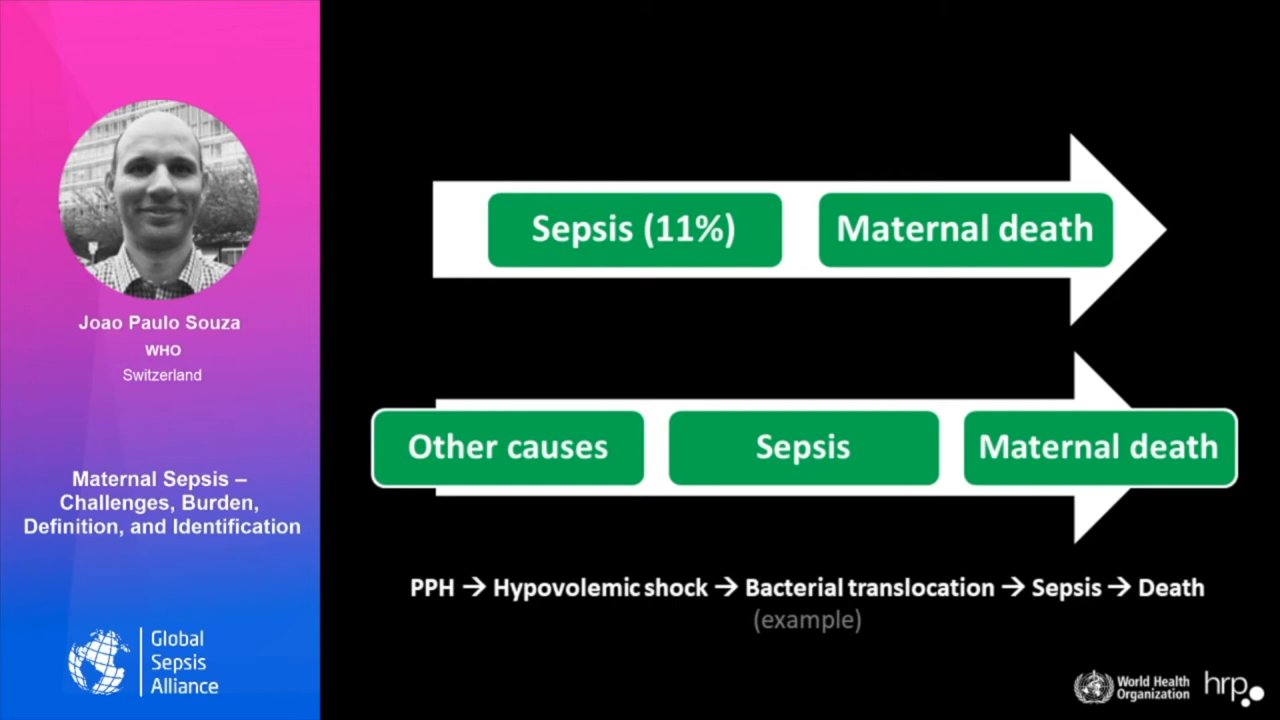 Joao Paulo Souza
WHO
Switzerland
Maternal Sepsis –
Challenges, Burden,
Definition, and Identification
Global
Sepsis
Alliance
Sepsis (11%)
Maternal death
Other causes
Sepsis
Maternal death
PPH → Hypovolemic shock → Bacterial translocation → Sepsis → Death
(example)
World Health
Organization
hrp.